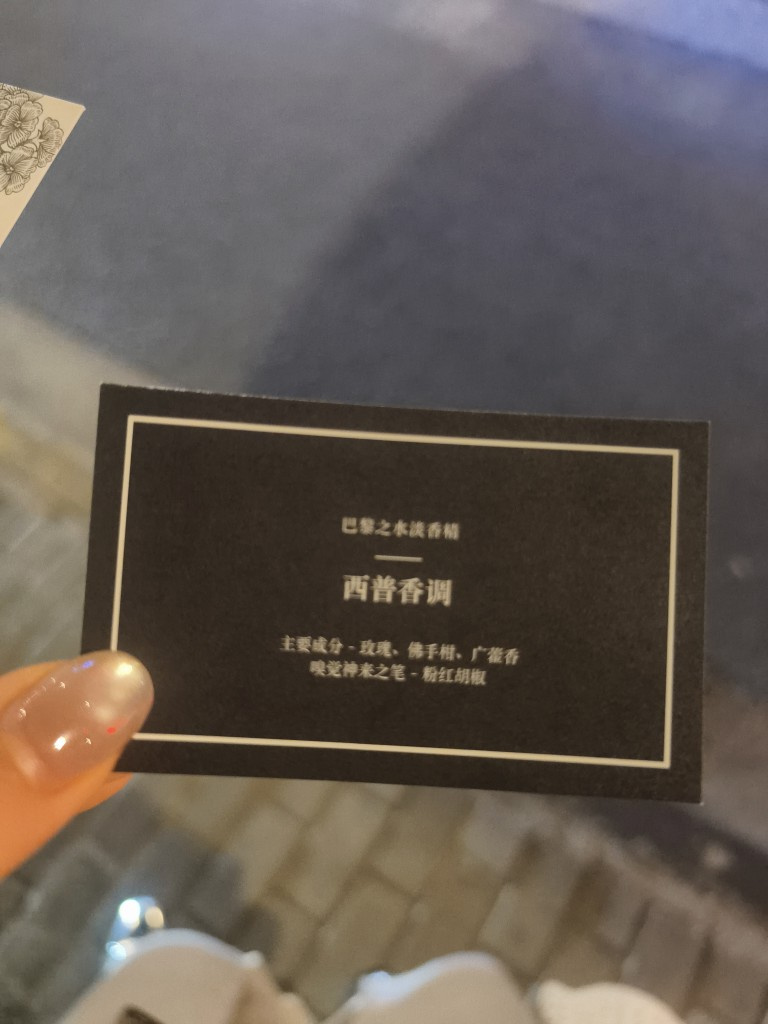 巴黎之水淡香精
西普香调
主要成分 - 玫瑰、佛手柑、广藿香
嗅觉神来之笔 - 粉红胡椒